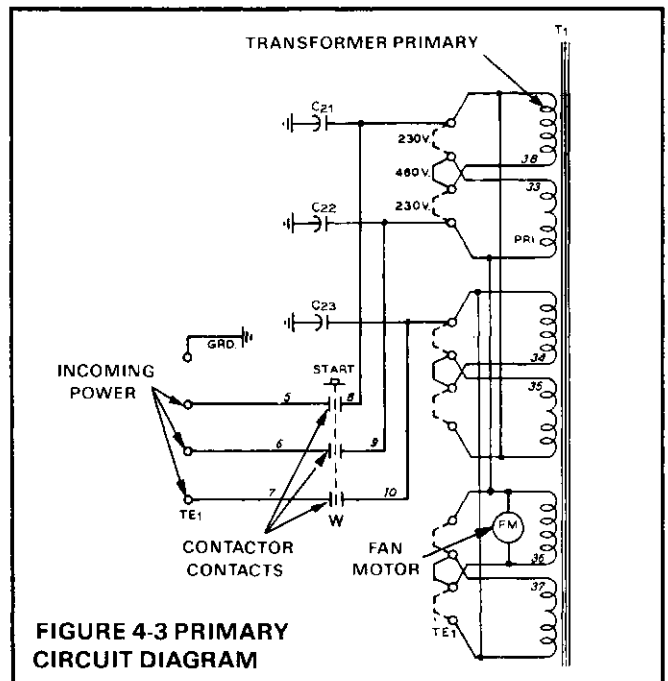 TRANSFORMER PRIMARY
T1
C21
230V.
38
460V.
33
C22
230V.
PRI
C23
GRD.
34
INCOMING
POWER
START
35
5
8
6
9
7
10
TE1
W
CONTACTOR
CONTACTS
FAN
MOTOR
FM
36
37
TE1
FIGURE 4-3 PRIMARY
CIRCUIT DIAGRAM